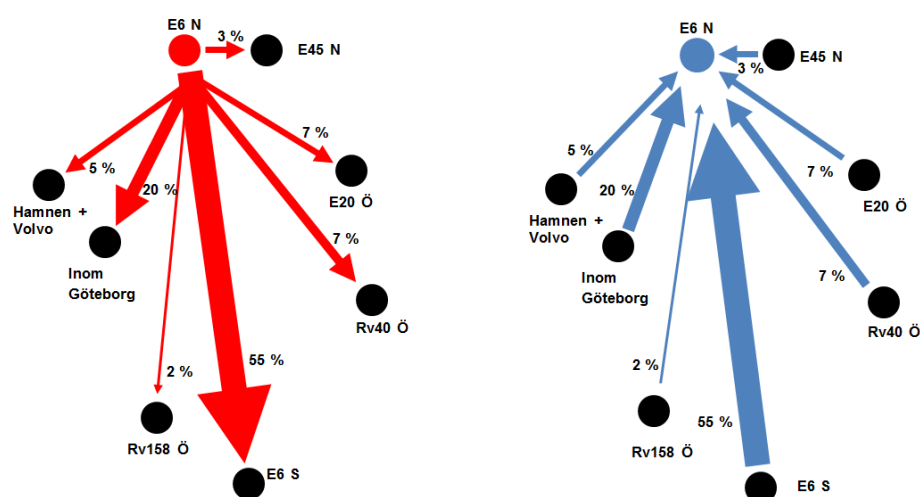 E6 N
3 %
E45 N
7 %
5 %
20 %
Hamnen +
Volvo
E20 Ö
7 %
Inom
Göteborg
Rv40 Ö
55 %
2 %
Rv158 Ö
E6 S
E6 N
E45 N
3 %
5 %
7 %
20 %
E20 Ö
Hamnen +
Volvo
Inom
Göteborg
7 %
Rv40 Ö
2 %
55 %
Rv158 Ö
E6 S